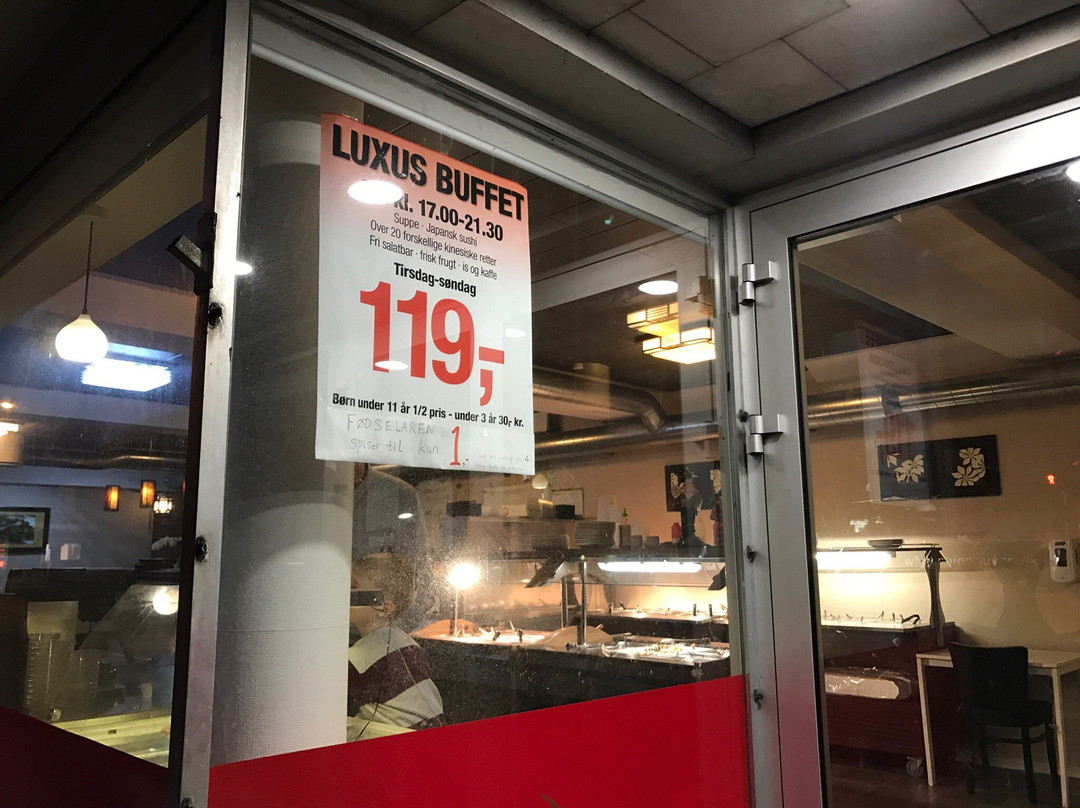 LUXUS BUFFET
Kl. 17.00-21.30
Suppe · Japansk sushi
Over 20 forskellige kinesiske retter
Fri salatbar · frisk frugt · is og kaffe
Tirsdag-søndag
119,-
Børn under 11 år 1/2 pris - under 3 år 30,- kr.
FØDSELAREN
spiser til kun 1,-